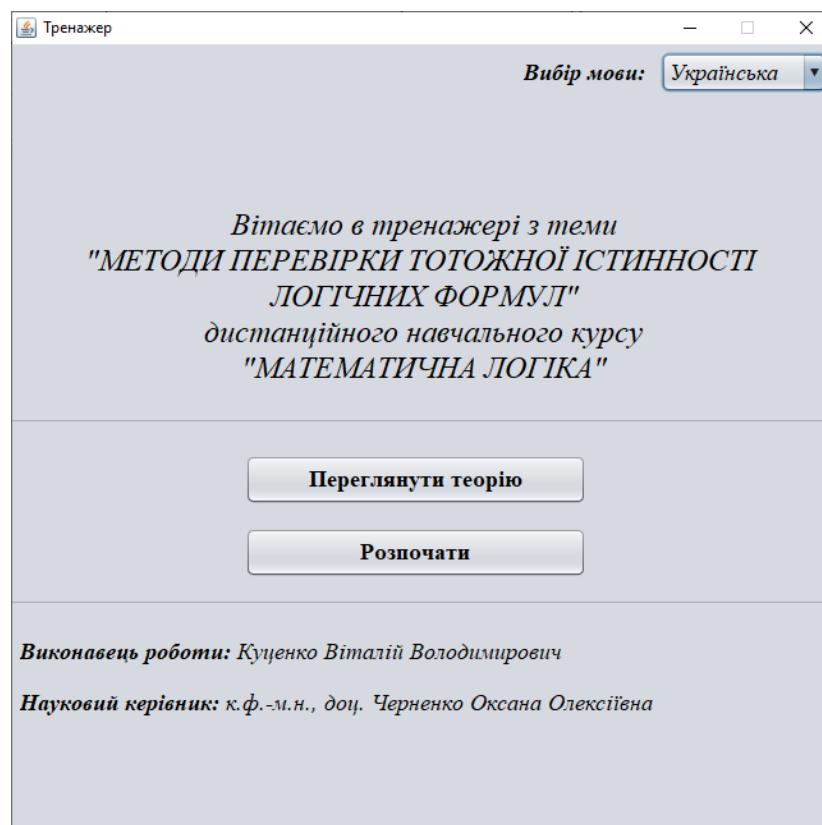 Тренажер
Вибір мови: Українська
Вітаємо в тренажері з теми
"МЕТОДИ ПЕРЕВІРКИ ТОТОЖНОЇ ІСТИННОСТІ
ЛОГІЧНИХ ФОРМУЛ"
дистанційного навчального курсу
"МАТЕМАТИЧНА ЛОГІКА"
Переглянути теорію
Розпочати
Виконавець роботи: Куценко Віталій Володимирович
Науковий керівник: к.ф.-м.н., доц. Черненко Оксана Олексіївна